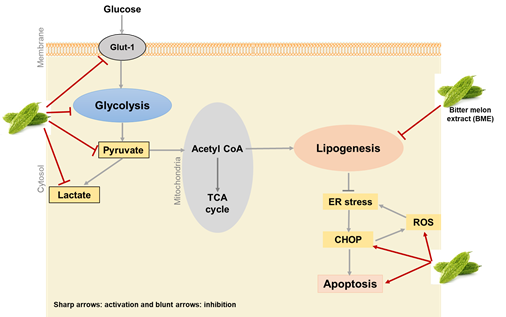 Glucose
Membrane
Glut-1
Glycolysis
Bitter melon
extract (BME)
Pyruvate
Acetyl CoA
Lipogenesis
Cytosol
Mitochondria
Lactate
TCA
cycle
ER stress
ROS
CHOP
Apoptosis
Sharp arrows: activation and blunt arrows: inhibition